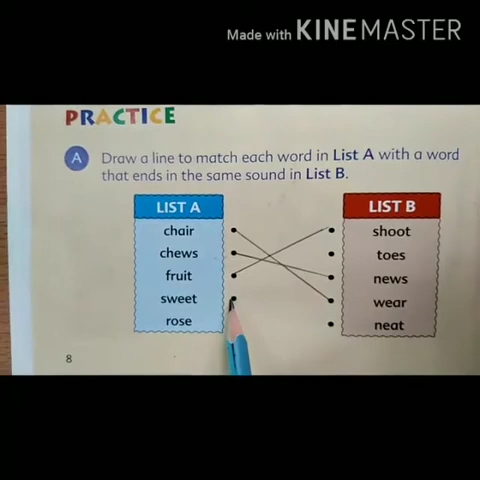 Made with KINEMASTER
PRACTICE
A Draw a line to match each word in List A with a word
that ends in the same sound in List B.
LIST A LIST B
chair shoot
chews toes
fruit news
sweet wear
rose neat
8